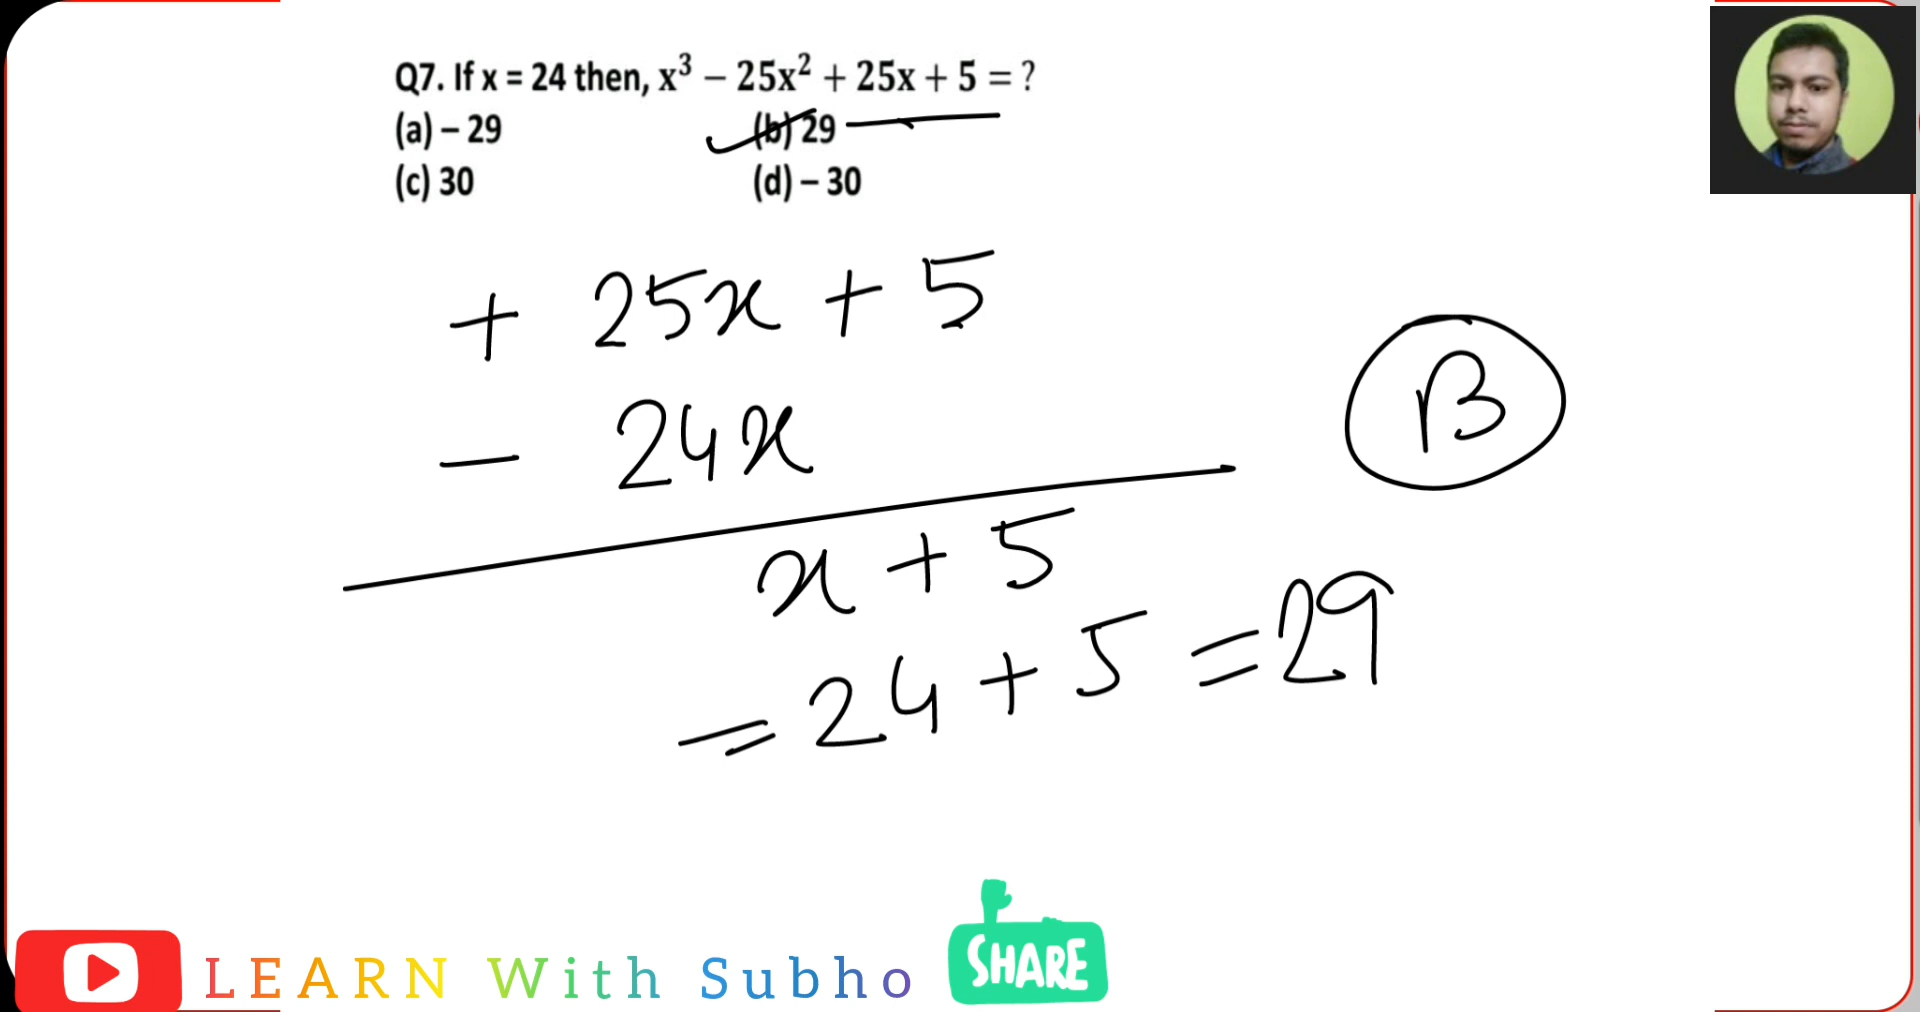 Q7. If x = 24 then, x³ − 25x² + 25x + 5 = ?
(a) – 29 (b) 29
(c) 30 (d) – 30
+ 25x + 5
− 24x
B
x + 5
= 24 + 5 = 29
LEARN With Subho
SHARE